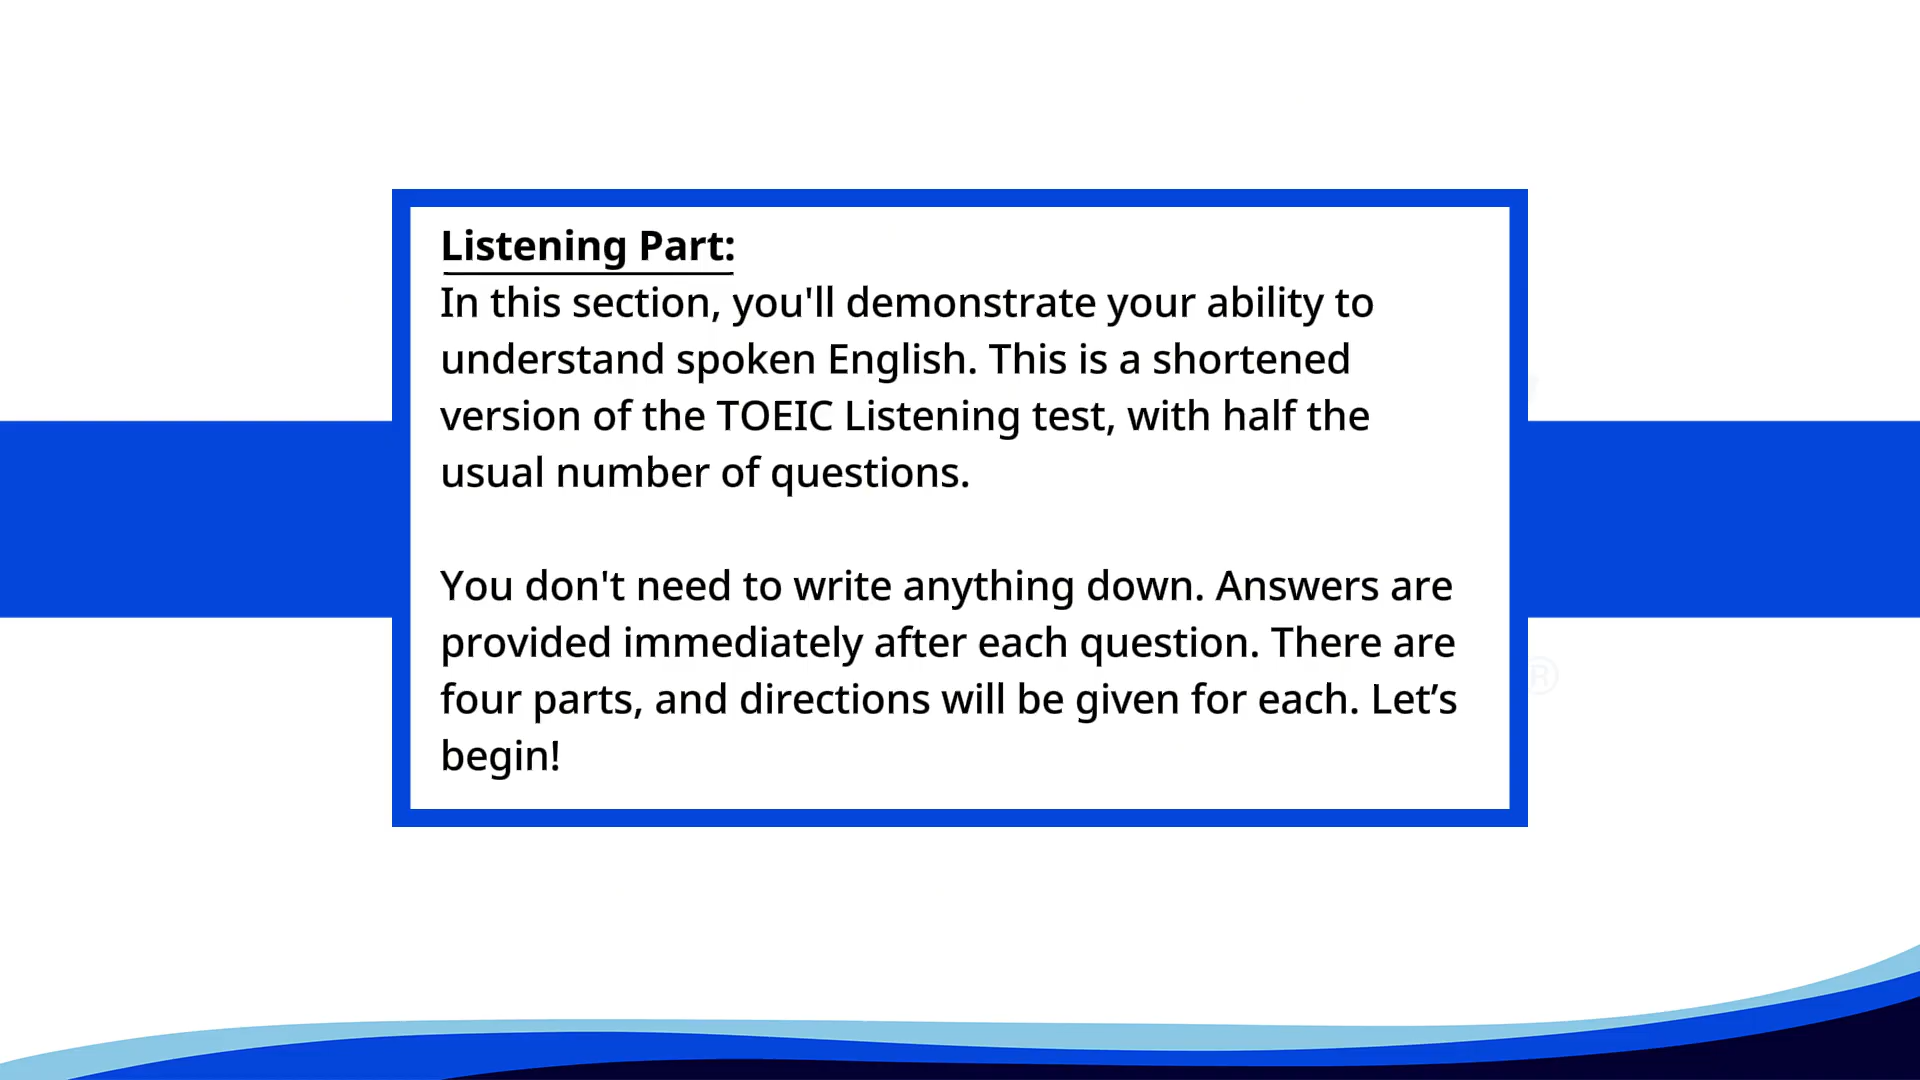 Listening Part:
In this section, you'll demonstrate your ability to
understand spoken English. This is a shortened
version of the TOEIC Listening test, with half the
usual number of questions.
You don't need to write anything down. Answers are
provided immediately after each question. There are
four parts, and directions will be given for each. Let’s
begin!
®